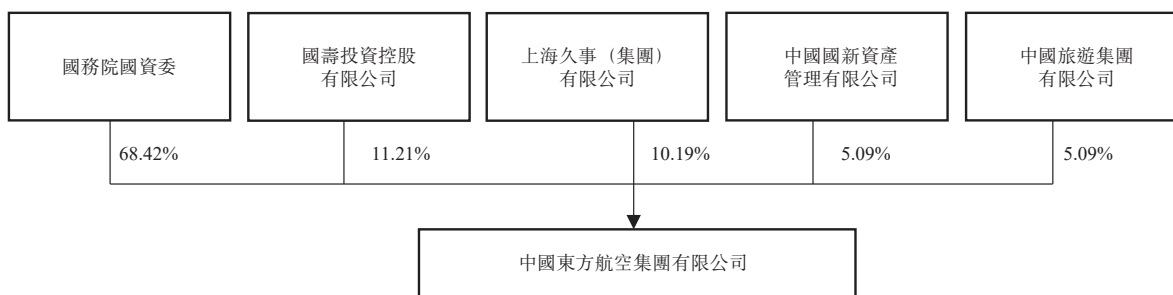 國務院國資委
國壽投資控股
有限公司
上海久事（集團）
有限公司
中國國新資產
管理有限公司
中國旅遊集團
有限公司
68.42%
11.21%
10.19%
5.09%
5.09%
中國東方航空集團有限公司